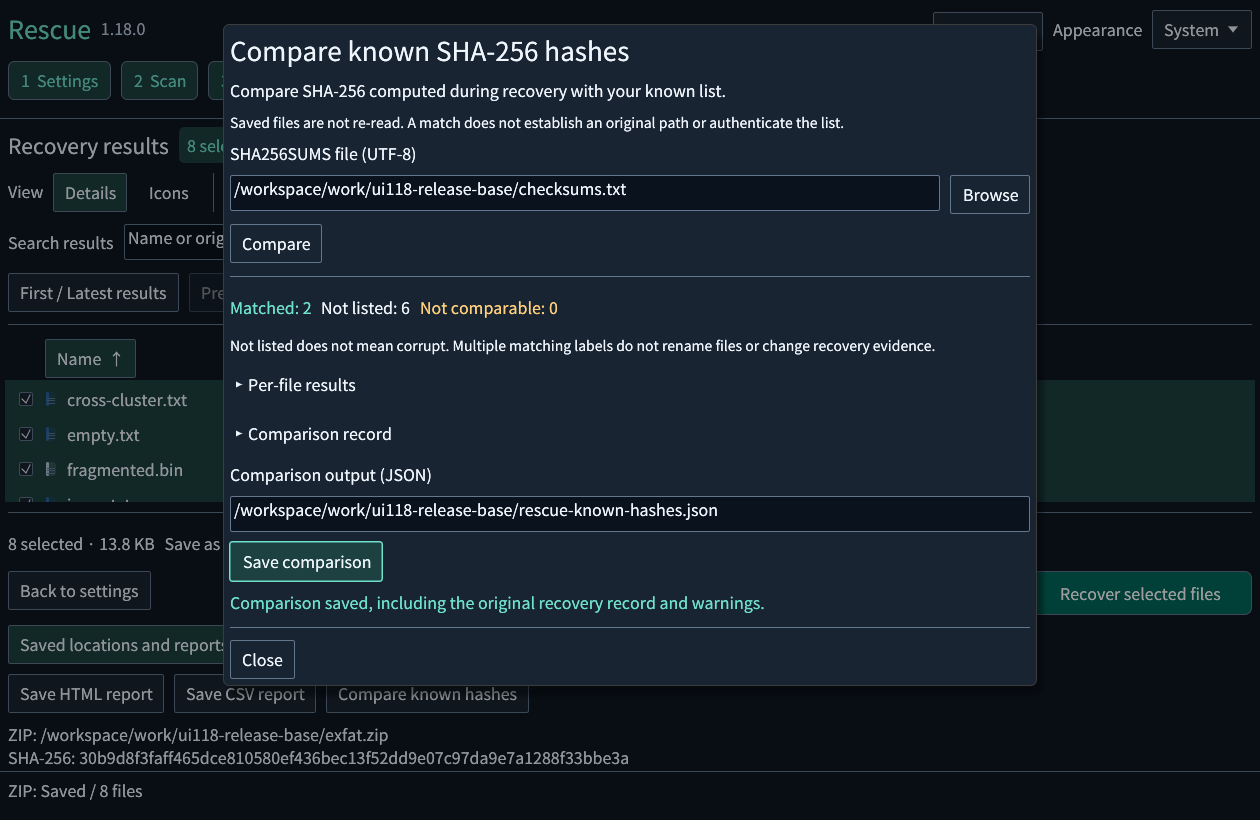 Rescue 1.18.0
Appearance System
1 Settings 2 Scan
Compare known SHA-256 hashes
Compare SHA-256 computed during recovery with your known list.
Saved files are not re-read. A match does not establish an original path or authenticate the list.
SHA256SUMS file (UTF-8)
/workspace/work/ui118-release-base/checksums.txt
Browse
Compare
Matched: 2 Not listed: 6 Not comparable: 0
Not listed does not mean corrupt. Multiple matching labels do not rename files or change recovery evidence.
Per-file results
Comparison record
Comparison output (JSON)
/workspace/work/ui118-release-base/rescue-known-hashes.json
Save comparison
Comparison saved, including the original recovery record and warnings.
Close
Recovery results 8 sele
View Details Icons
Search results Name or orig
First / Latest results Pre
Name ↑
cross-cluster.txt
empty.txt
fragmented.bin
8 selected · 13.8 KB Save as
Back to settings
Recover selected files
Saved locations and reports
Save HTML report Save CSV report Compare known hashes
ZIP: /workspace/work/ui118-release-base/exfat.zip
SHA-256: 30b9d8f3faff465dce810580ef436bec13f52dd9e07c97da9e7a1288f33bbe3a
ZIP: Saved / 8 files